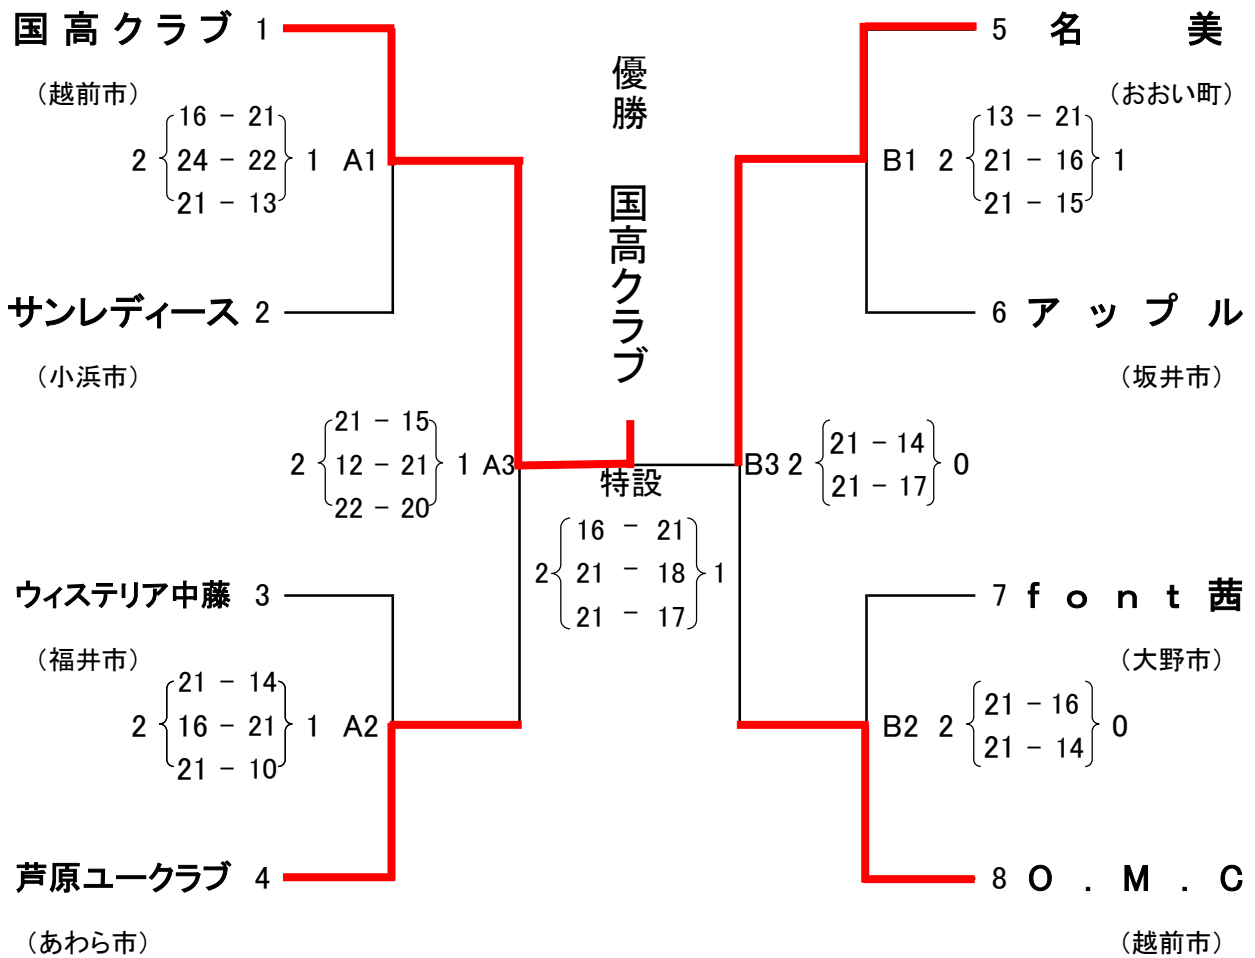 国高クラブ 1
(越前市)
16 - 21
2 24 - 22 1 A1
21 - 13
サンレディース 2
(小浜市)
21 - 15
2 12 - 21 1 A3
22 - 20
ウィステリア中藤 3
(福井市)
21 - 14
2 16 - 21 1 A2
21 - 10
芦原ユークラブ 4
(あわら市)
優勝 国高クラブ
特設
16 - 21
2 21 - 18 1
21 - 17
5 名美
(おおい町)
13 - 21
B1 2 21 - 16 1
21 - 15
6 アップル
(坂井市)
B3 2 21 - 14 0
21 - 17
7 font茜
(大野市)
B2 2 21 - 16 0
21 - 14
8 O.M.C
(越前市)